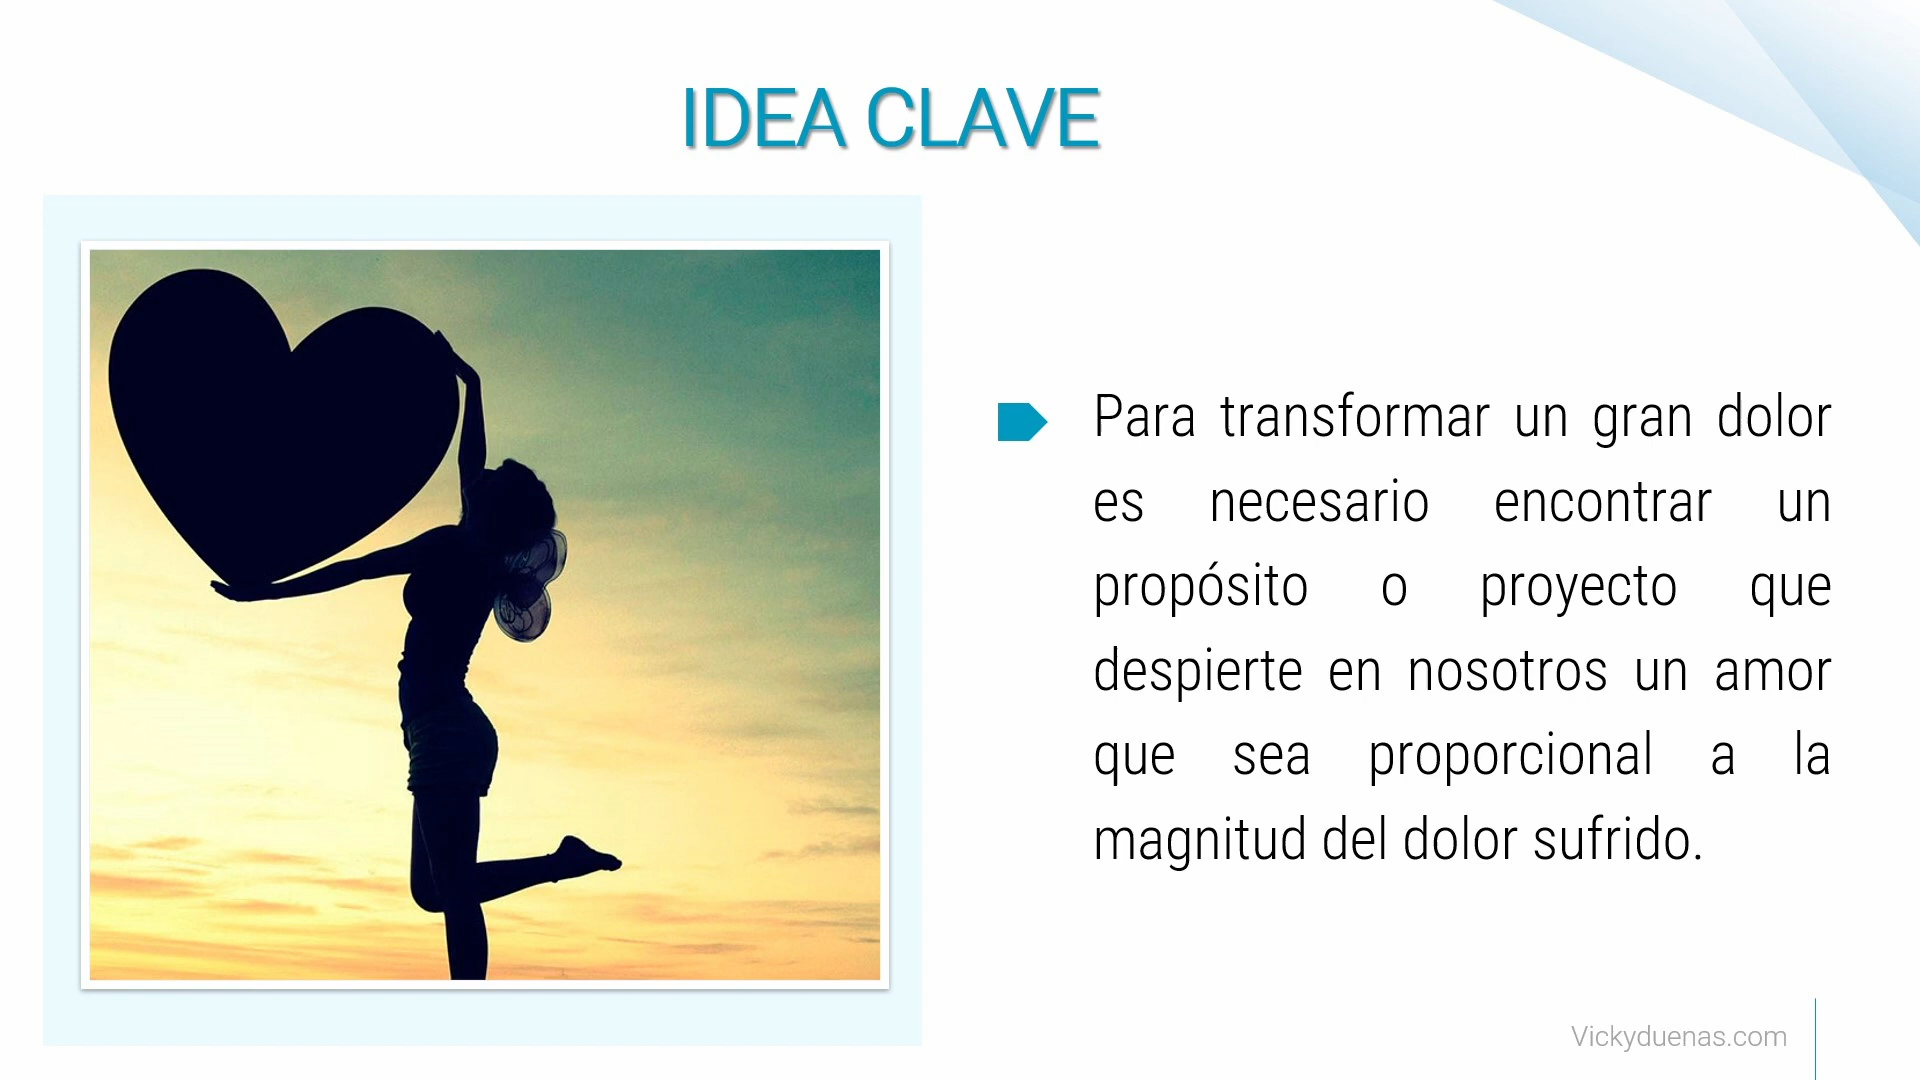 IDEA CLAVE
Para transformar un gran dolor
es necesario encontrar un
propósito o proyecto que
despierte en nosotros un amor
que sea proporcional a la
magnitud del dolor sufrido.
Vickyduenas.com